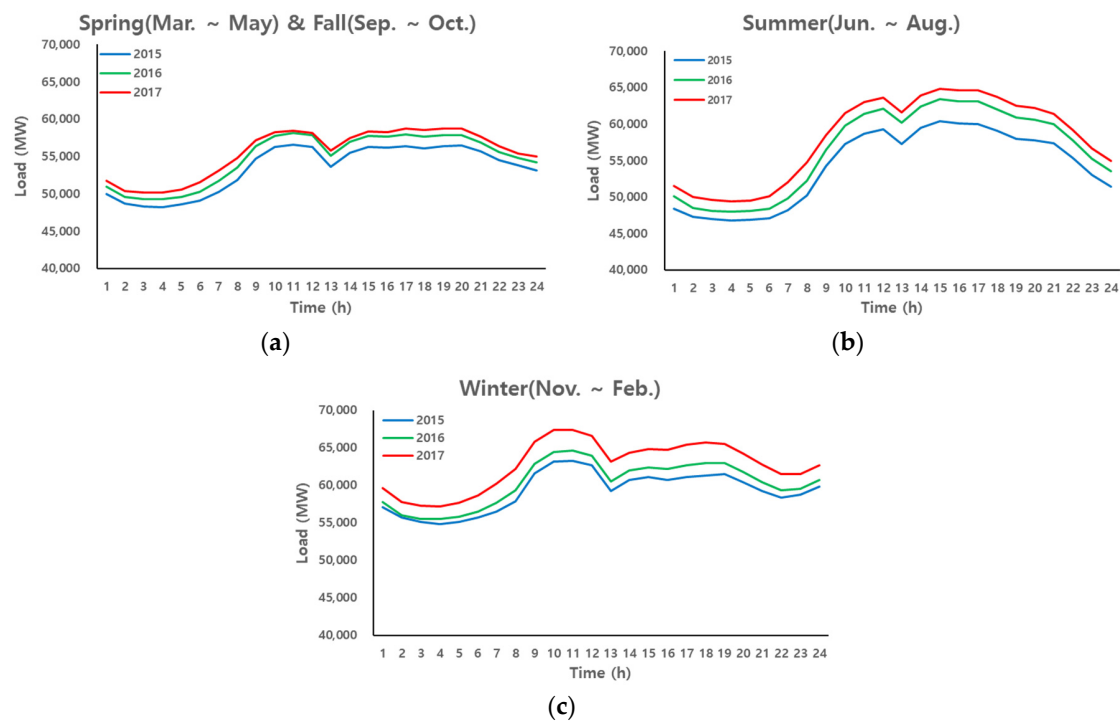 Spring(Mar. ~ May) & Fall(Sep. ~ Oct.)
70,000
65,000
60,000
55,000
50,000
45,000
40,000
Load (MW)
2015
2016
2017
1 2 3 4 5 6 7 8 9 10 11 12 13 14 15 16 17 18 19 20 21 22 23 24
Time (h)
(a)
Summer(Jun. ~ Aug.)
70,000
65,000
60,000
55,000
50,000
45,000
40,000
Load (MW)
2015
2016
2017
1 2 3 4 5 6 7 8 9 10 11 12 13 14 15 16 17 18 19 20 21 22 23 24
Time (h)
(b)
Winter(Nov. ~ Feb.)
70,000
65,000
60,000
55,000
50,000
45,000
40,000
Load (MW)
2015
2016
2017
1 2 3 4 5 6 7 8 9 10 11 12 13 14 15 16 17 18 19 20 21 22 23 24
Time (h)
(c)